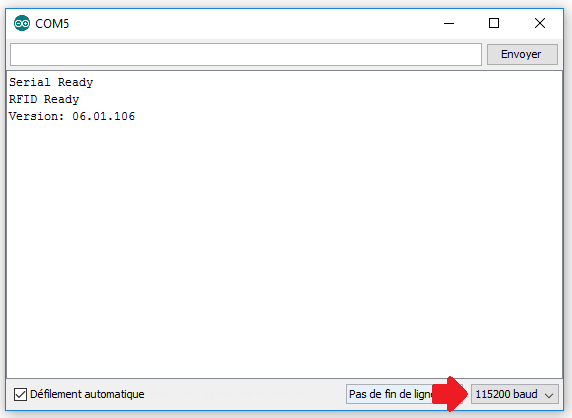 COM5
Envoyer
Serial Ready
RFID Ready
Version: 06.01.106
Défilement automatique
Pas de fin de ligne
115200 baud